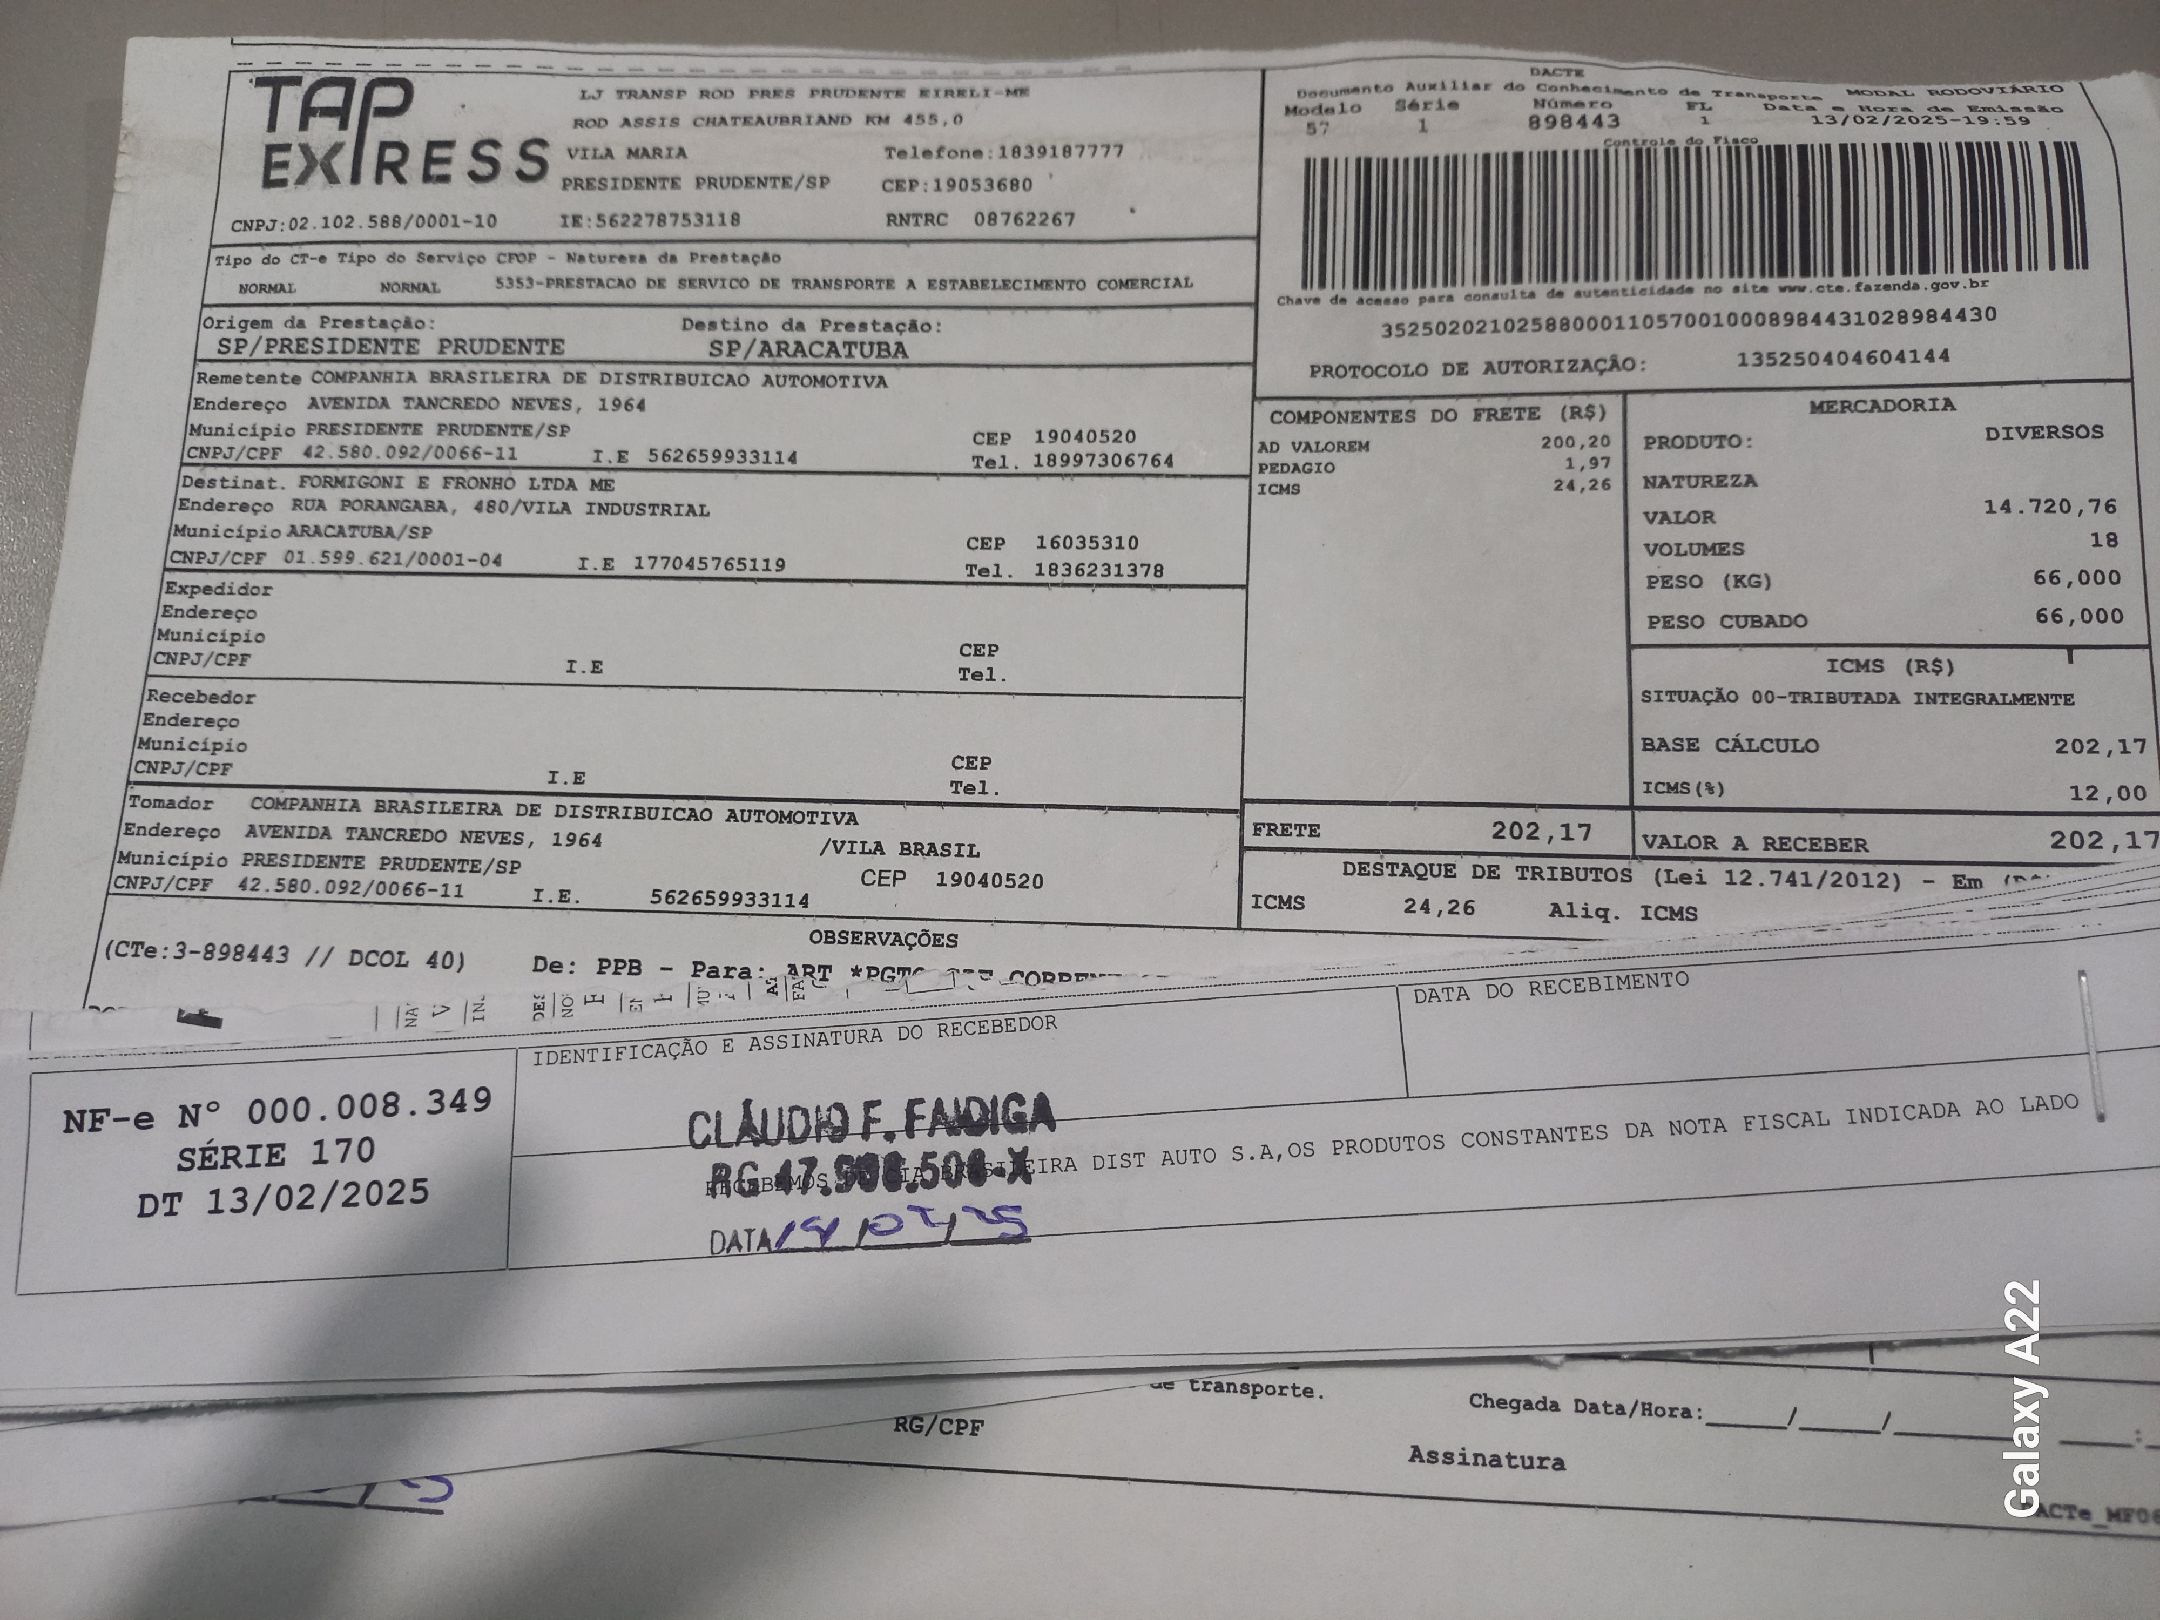 TAP EXPRESS
LJ TRANSP ROD PRES PRUDENTE EIRELI-ME
ROD ASSIS CHATEAUBRIAND KM 455,0
VILA MARIA Telefone:1839187777
PRESIDENTE PRUDENTE/SP CEP:19053680
CNPJ:02.102.588/0001-10 IE:562278753118 RNTRC 08762267
DACTE
Documento Auxiliar do Conhecimento de Transporte MODAL RODOVIÁRIO
Modelo Série Número FL Data e Hora de Emissão
57 1 898443 1 13/02/2025-19:59
Controle do Fisco
Chave de acesso para consulta de autenticidade no site www.cte.fazenda.gov.br
35250202102588000110570010008984431028984430
PROTOCOLO DE AUTORIZAÇÃO: 135250404604144
Tipo do CT-e Tipo do Serviço CFOP - Natureza da Prestação
NORMAL NORMAL 5353-PRESTACAO DE SERVICO DE TRANSPORTE A ESTABELECIMENTO COMERCIAL
Origem da Prestação: Destino da Prestação:
SP/PRESIDENTE PRUDENTE SP/ARACATUBA
Remetente COMPANHIA BRASILEIRA DE DISTRIBUICAO AUTOMOTIVA
Endereço AVENIDA TANCREDO NEVES, 1964
Município PRESIDENTE PRUDENTE/SP CEP 19040520
CNPJ/CPF 42.580.092/0066-11 I.E 562659933114 Tel. 18997306764
Destinat. FORMIGONI E FRONHO LTDA ME
Endereço RUA PORANGABA, 480/VILA INDUSTRIAL
Município ARACATUBA/SP CEP 16035310
CNPJ/CPF 01.599.621/0001-04 I.E 177045765119 Tel. 1836231378
Expedidor
Endereço
Município CEP
CNPJ/CPF I.E Tel.
Recebedor
Endereço
Município CEP
CNPJ/CPF I.E Tel.
Tomador COMPANHIA BRASILEIRA DE DISTRIBUICAO AUTOMOTIVA
Endereço AVENIDA TANCREDO NEVES, 1964 /VILA BRASIL
Município PRESIDENTE PRUDENTE/SP CEP 19040520
CNPJ/CPF 42.580.092/0066-11 I.E. 562659933114
COMPONENTES DO FRETE (R$)
AD VALOREM 200,20
PEDAGIO 1,97
ICMS 24,26
MERCADORIA
PRODUTO: DIVERSOS
NATUREZA
VALOR 14.720,76
VOLUMES 18
PESO (KG) 66,000
PESO CUBADO 66,000
ICMS (R$)
SITUAÇÃO 00-TRIBUTADA INTEGRALMENTE
BASE CÁLCULO 202,17
ICMS(%) 12,00
FRETE 202,17 VALOR A RECEBER 202,17
DESTAQUE DE TRIBUTOS (Lei 12.741/2012) - Em
ICMS 24,26 Aliq. ICMS
OBSERVAÇÕES
(CTe:3-898443 // DCOL 40) De: PPB - Para: ART
IDENTIFICAÇÃO E ASSINATURA DO RECEBEDOR
DATA DO RECEBIMENTO
NF-e Nº 000.008.349
SÉRIE 170
DT 13/02/2025
CLÁUDIO F. FAIDIGA
RECEBEMOS DE CIA BRASILEIRA DIST AUTO S.A,OS PRODUTOS CONSTANTES DA NOTA FISCAL INDICADA AO LADO
RG
DATA
de transporte.
RG/CPF
Chegada Data/Hora:____/____/____ ____:
Assinatura
Galaxy A22